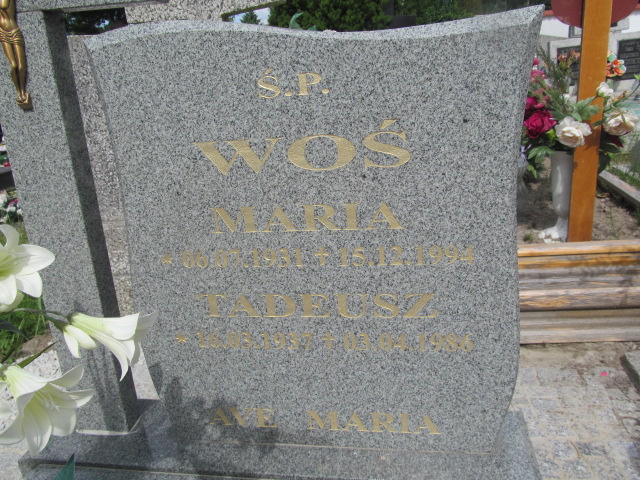 Ś.P.
WOŚ
MARIA
* 06.07.1931 † 15.12.1994
TADEUSZ
* 16.03.1937 † 03.04.1986
AVE MARIA